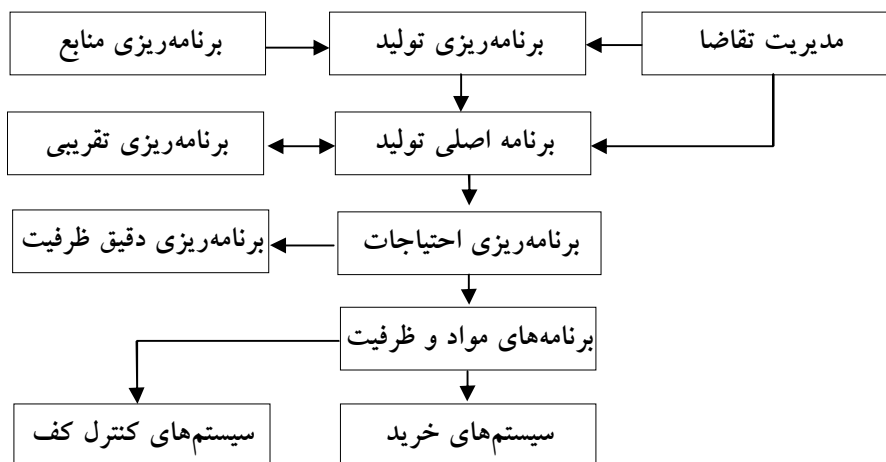 مدیریت تقاضا
برنامه‌ریزی تولید
برنامه‌ریزی منابع
برنامه اصلی تولید
برنامه‌ریزی تقریبی
برنامه‌ریزی احتیاجات
برنامه‌ریزی دقیق ظرفیت
برنامه‌های مواد و ظرفیت
سیستم‌های خرید
سیستم‌های کنترل کف